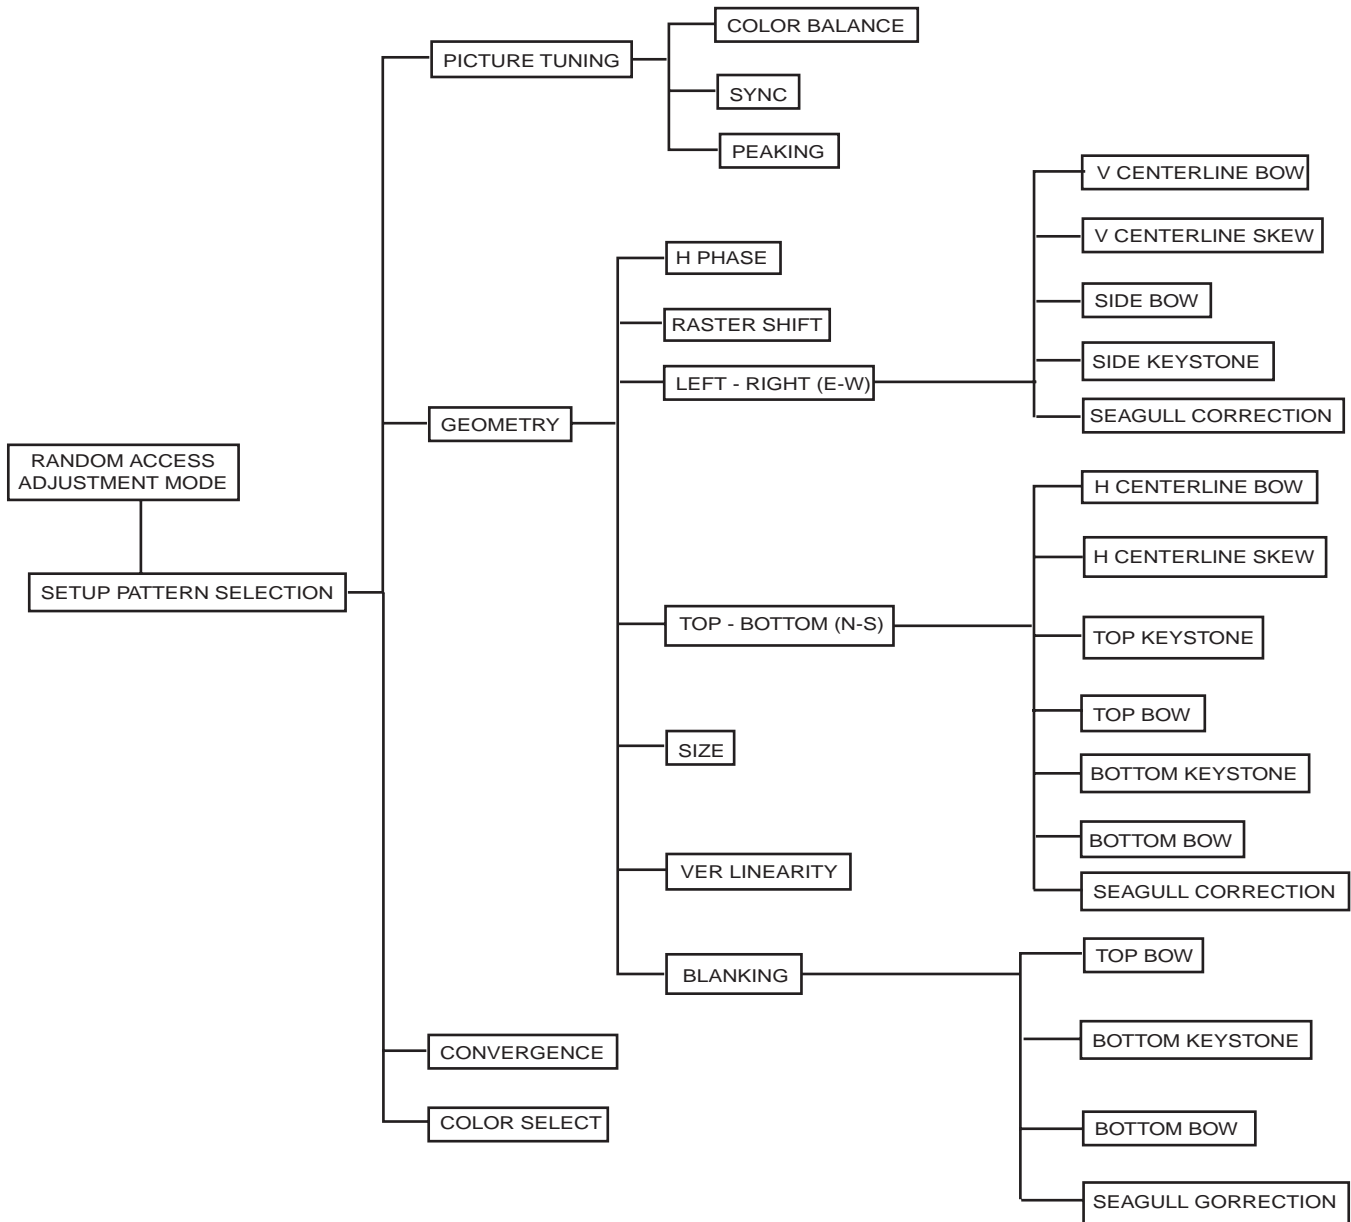 RANDOM ACCESS
ADJUSTMENT MODE
SETUP PATTERN SELECTION
PICTURE TUNING
COLOR BALANCE
SYNC
PEAKING
GEOMETRY
H PHASE
RASTER SHIFT
LEFT - RIGHT (E-W)
V CENTERLINE BOW
V CENTERLINE SKEW
SIDE BOW
SIDE KEYSTONE
SEAGULL CORRECTION
TOP - BOTTOM (N-S)
H CENTERLINE BOW
H CENTERLINE SKEW
TOP KEYSTONE
TOP BOW
BOTTOM KEYSTONE
BOTTOM BOW
SEAGULL CORRECTION
SIZE
VER LINEARITY
BLANKING
TOP BOW
BOTTOM KEYSTONE
BOTTOM BOW
SEAGULL GORRECTION
CONVERGENCE
COLOR SELECT